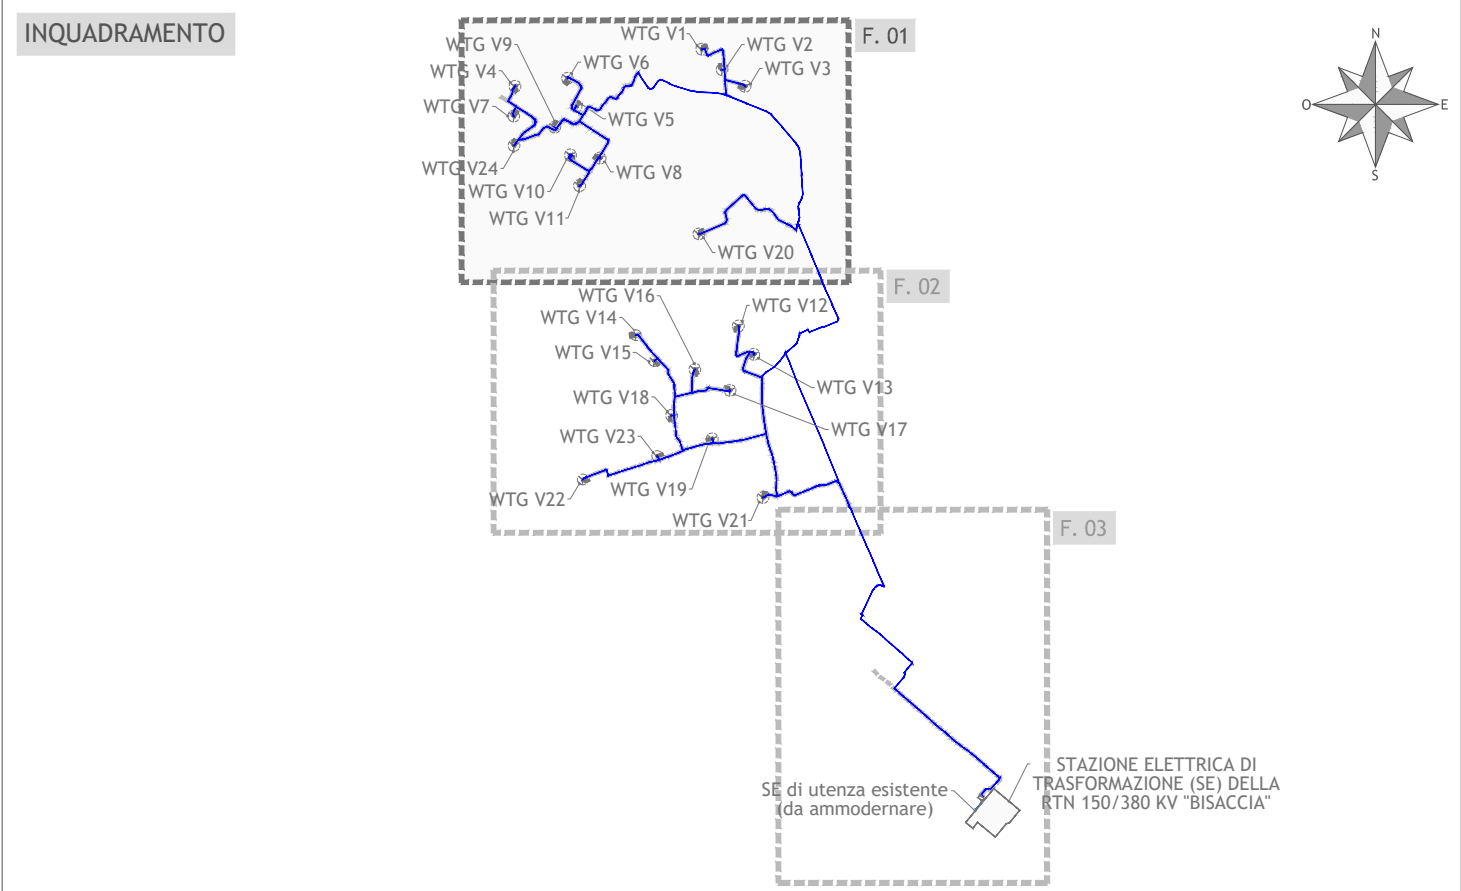 INQUADRAMENTO
WTG V1
F. 01
N
WTG V9
WTG V2
WTG V6
WTG V3
WTG V4
O
E
WTG V7
WTG V5
WTG V24
WTG V8
S
WTG V10
WTG V11
WTG V20
F. 02
WTG V16
WTG V12
WTG V14
WTG V15
WTG V13
WTG V18
WTG V17
WTG V23
WTG V19
WTG V22
WTG V21
F. 03
STAZIONE ELETTRICA DI
TRASFORMAZIONE (SE) DELLA
RTN 150/380 KV "BISACCIA"
SE di utenza esistente
(da ammodernare)